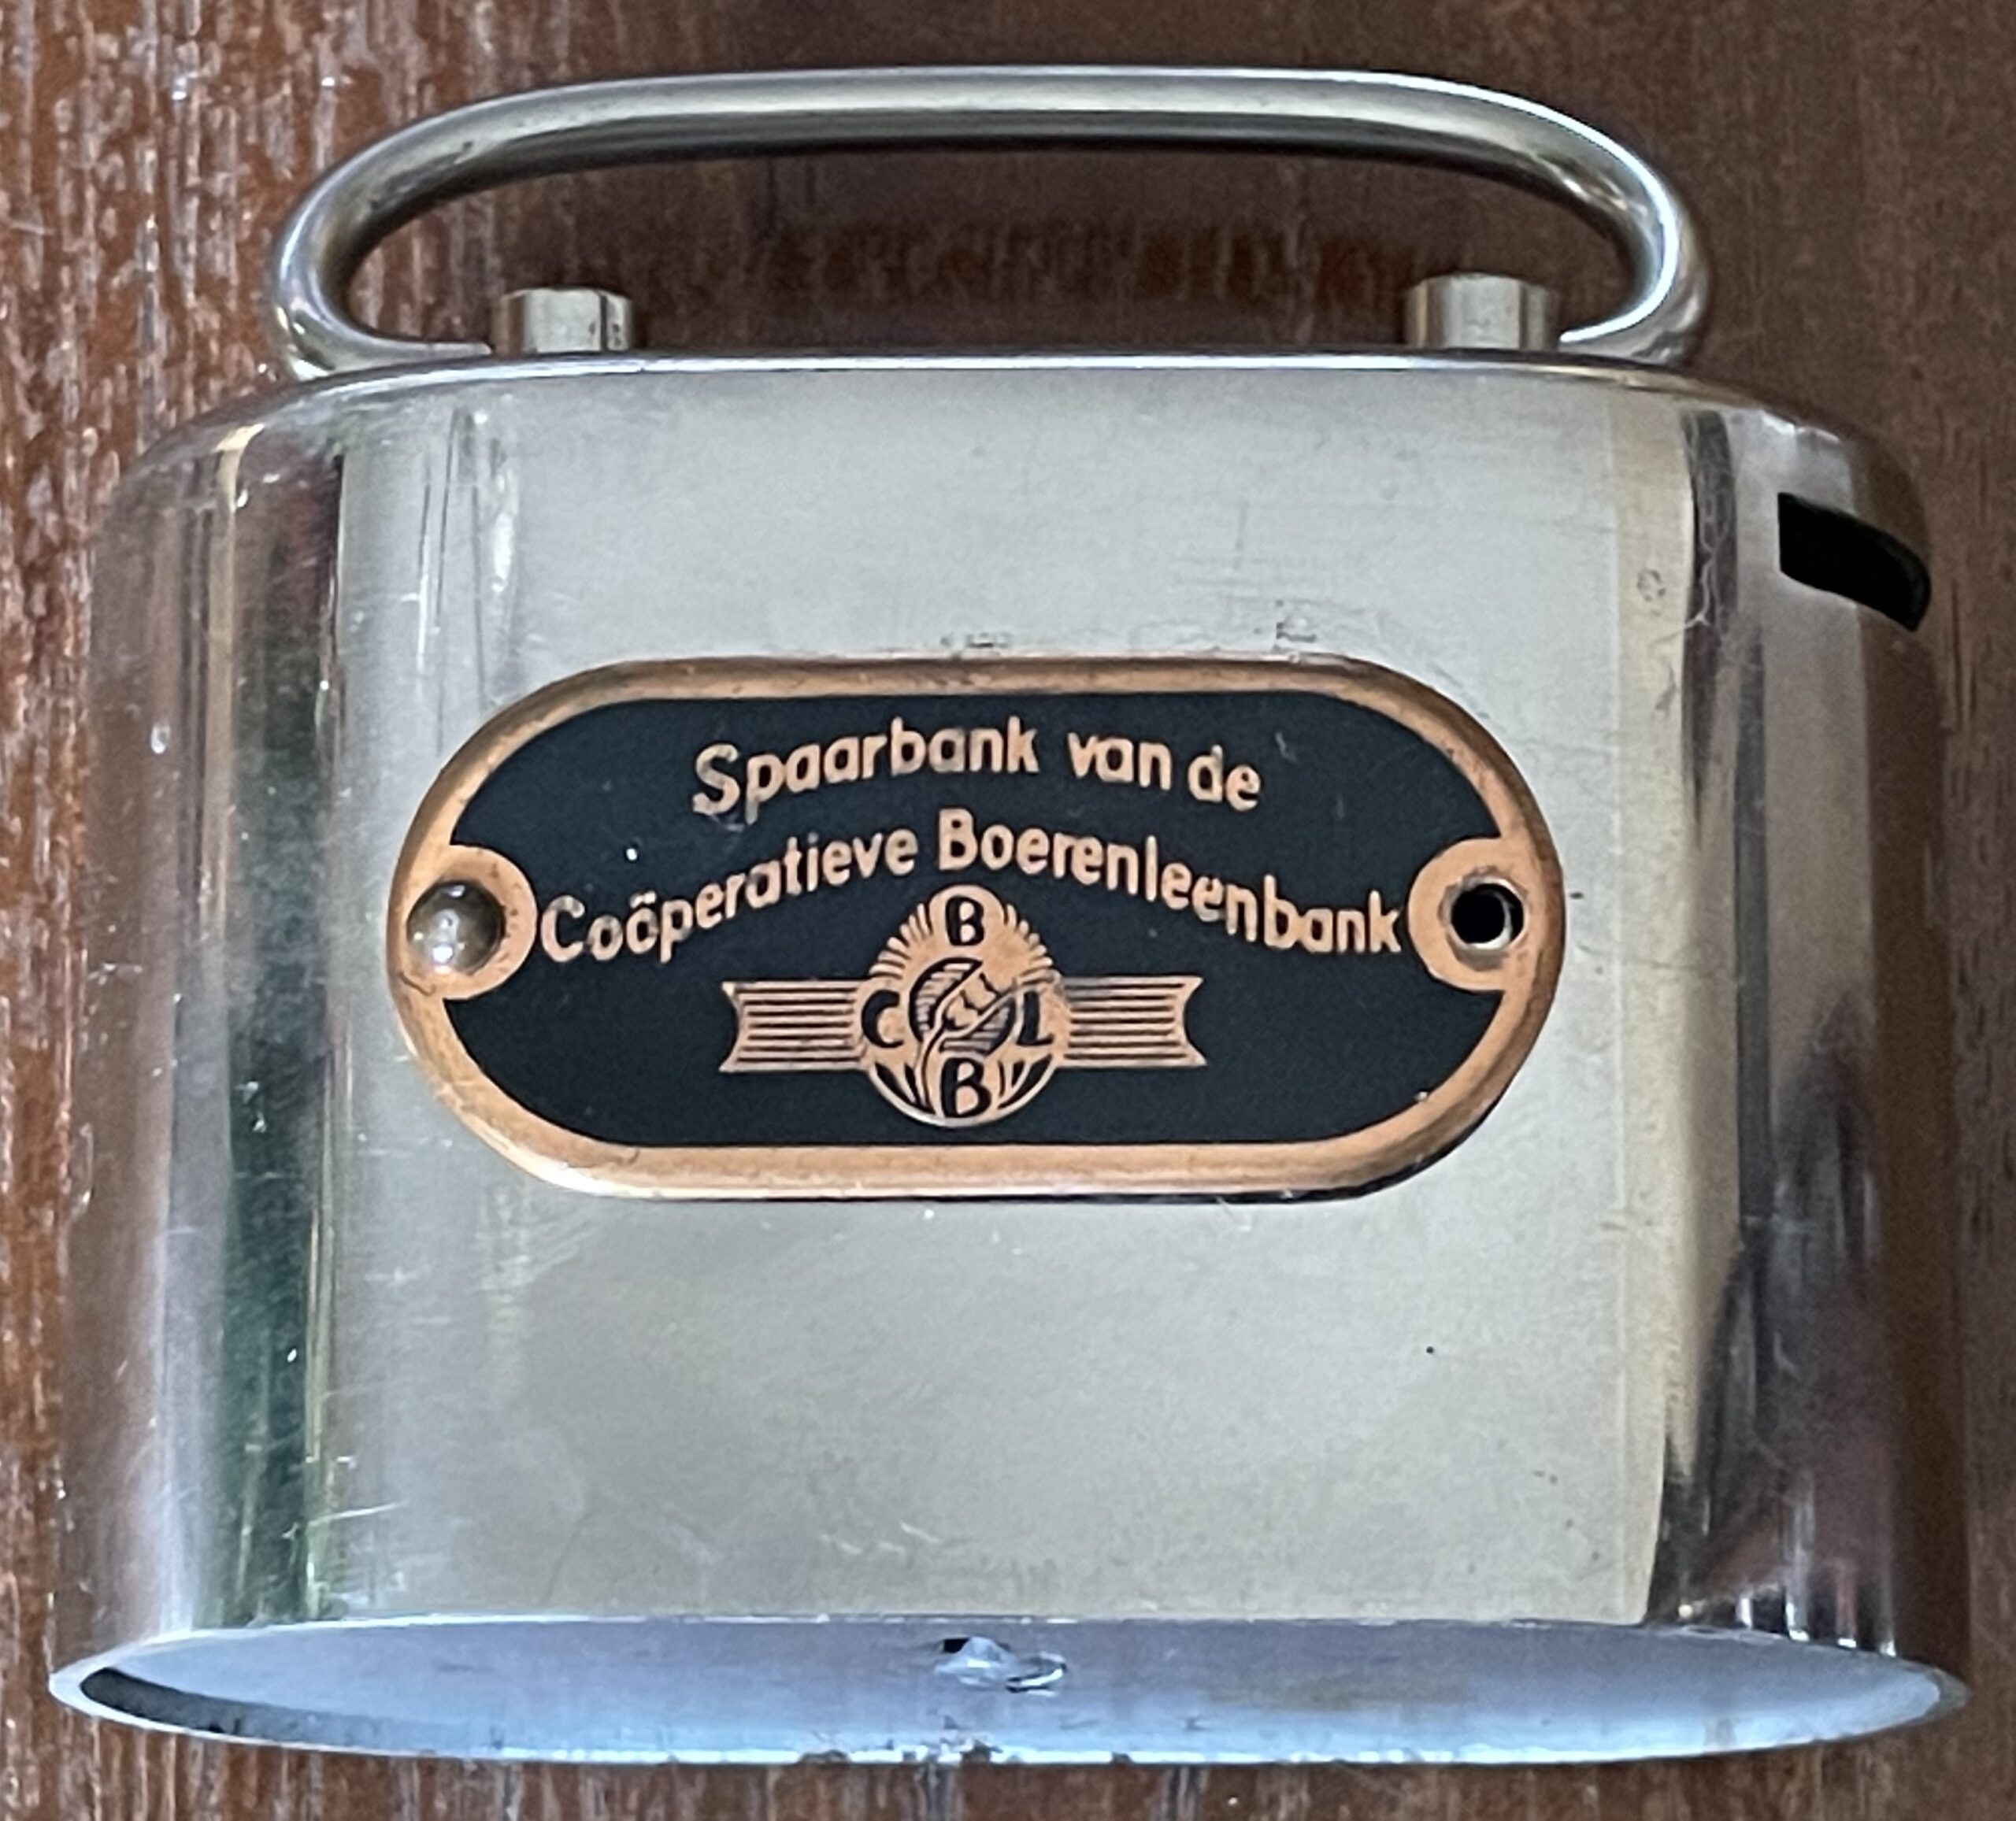 Spaarbank van de
Coöperatieve Boerenleenbank
B
C L
B